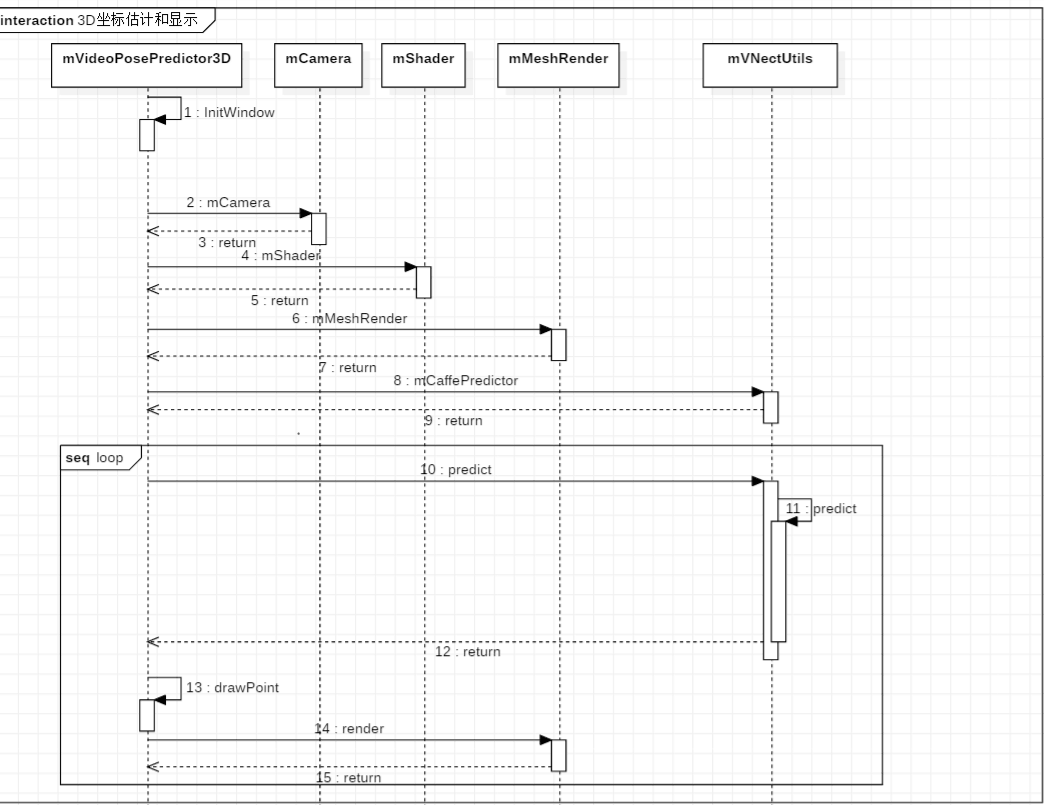 interaction 3D坐标估计和显示
mVideoPosePredictor3D mCamera mShader mMeshRender mVNectUtils
1 : InitWindow
2 : mCamera
3 : return
4 : mShader
5 : return
6 : mMeshRender
7 : return
8 : mCaffePredictor
9 : return
seq loop
10 : predict
11 : predict
12 : return
13 : drawPoint
14 : render
15 : return